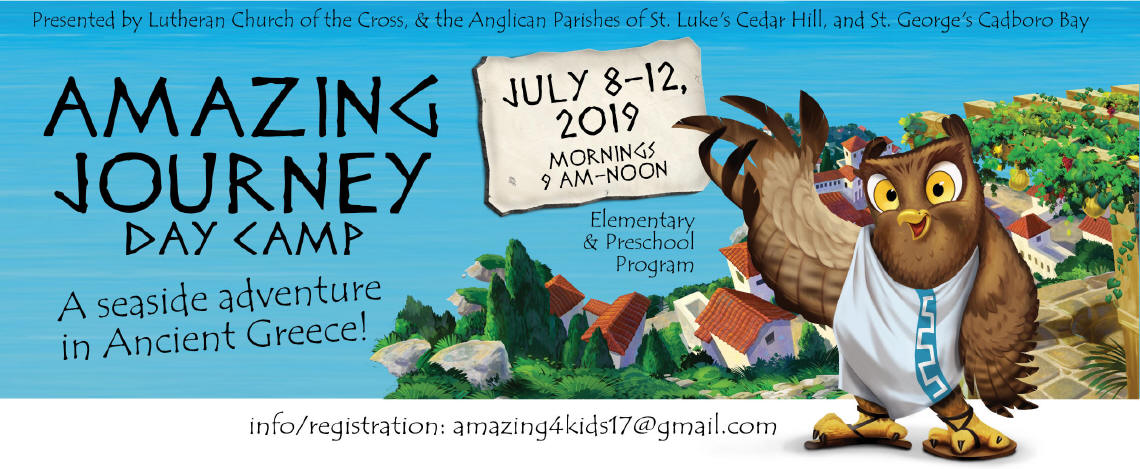 Presented by Lutheran Church of the Cross, & the Anglican Parishes of St. Luke's Cedar Hill, and St. George's Cadboro Bay
AMAZING
JOURNEY
DAY CAMP
A seaside adventure
in Ancient Greece!
JULY 8–12,
2019
MORNINGS
9 AM–NOON
Elementary
& Preschool
Program
info/registration: amazing4kids17@gmail.com